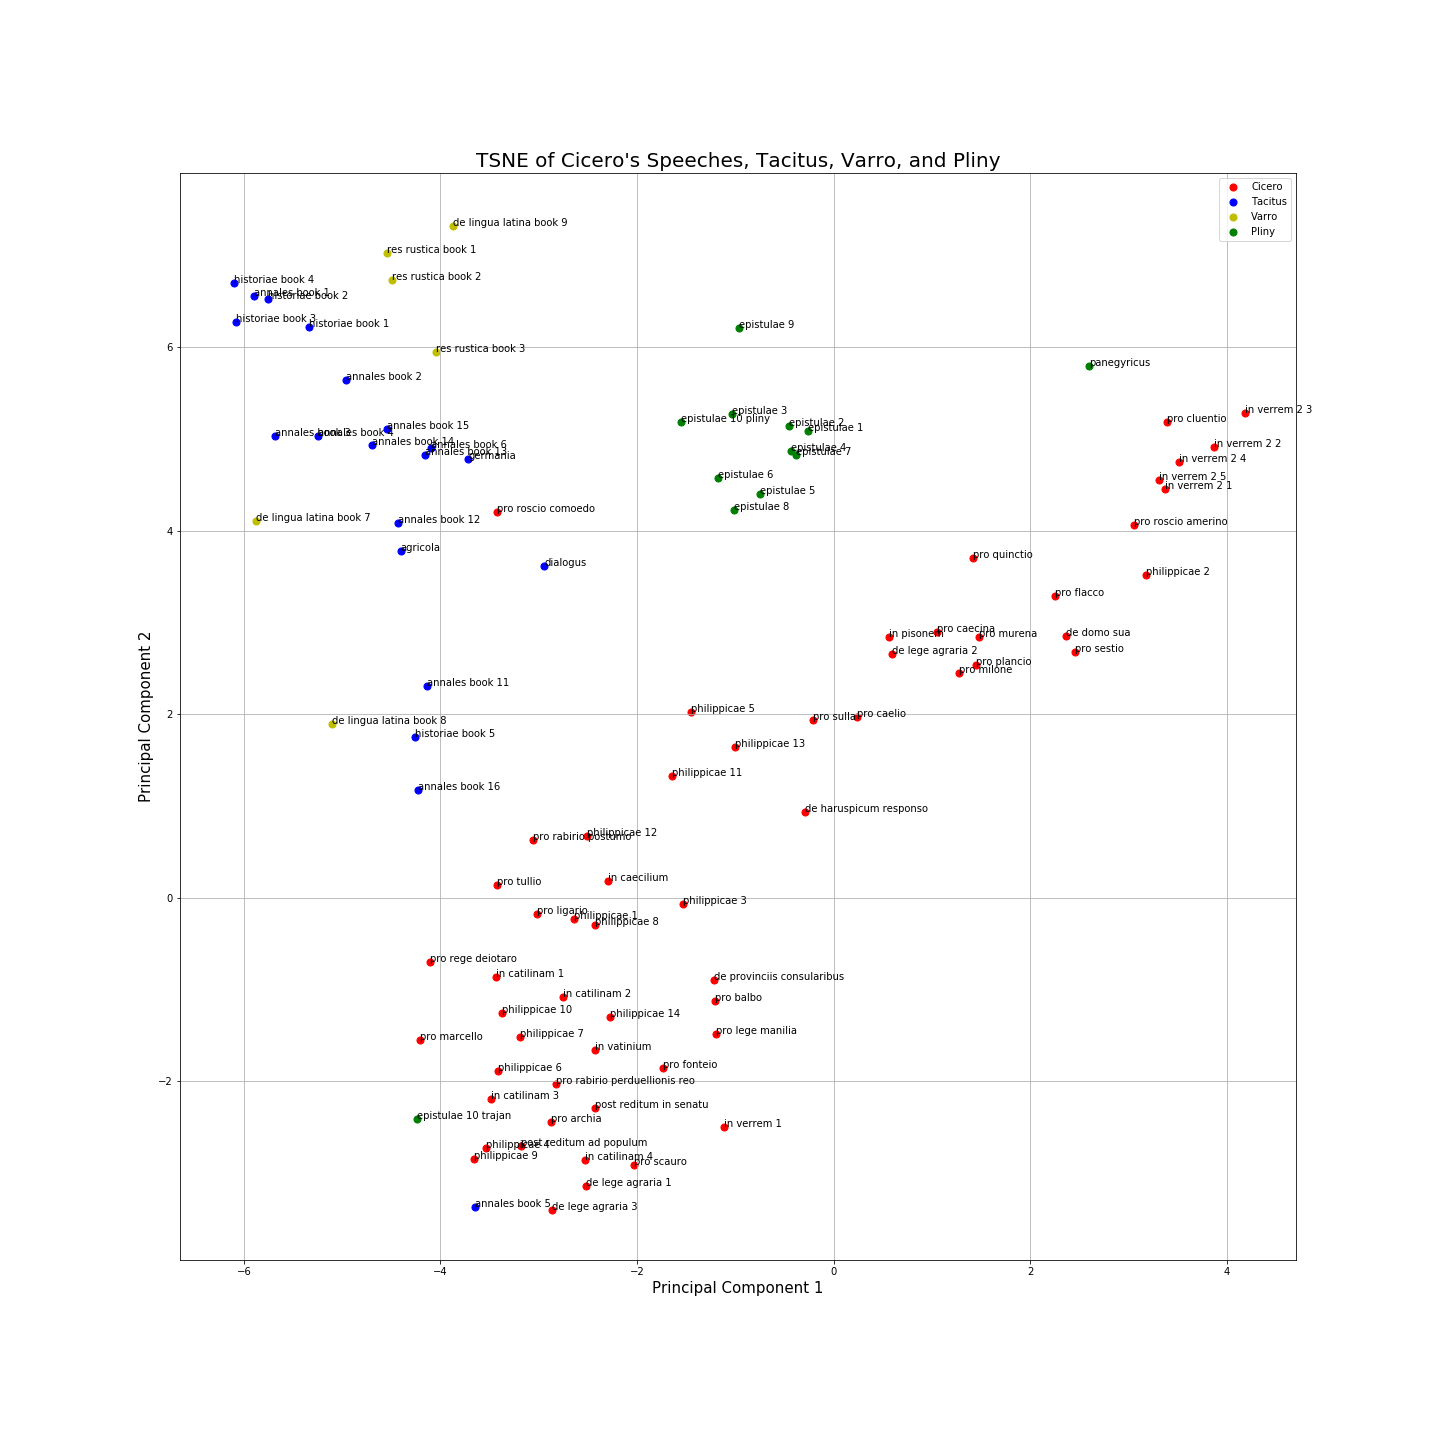 TSNE of Cicero's Speeches, Tacitus, Varro, and Pliny
Cicero
Tacitus
Varro
Pliny
de lingua latina book 9
res rustica book 1
res rustica book 2
historiae book 4
annales book 1
historiae book 2
historiae book 3
historiae book 1
epistulae 9
res rustica book 3
panegyricus
annales book 2
in verrem 2 3
epistulae 3
epistulae 10 pliny
pro cluentio
epistulae 2
epistulae 1
annales book 15
annales book 3
annales book 4
annales book 14
annales book 6
annales book 13
germania
in verrem 2 2
epistulae 4
epistulae 7
in verrem 2 4
epistulae 6
in verrem 2 5
in verrem 2 1
epistulae 5
epistulae 8
pro roscio comoedo
de lingua latina book 7
annales book 12
pro roscio amerino
agricola
pro quinctio
dialogus
philippicae 2
pro flacco
in pisonem
pro caecina
pro murena
de domo sua
de lege agraria 2
pro sestio
pro plancio
pro milone
annales book 11
philippicae 5
pro sulla
pro caelio
de lingua latina book 8
historiae book 5
philippicae 13
philippicae 11
annales book 16
de haruspicum responso
philippicae 12
pro rabirio postumo
pro tullio
in caecilium
philippicae 3
pro ligario
philippicae 1
philippicae 8
pro rege deiotaro
in catilinam 1
de provinciis consularibus
in catilinam 2
pro balbo
philippicae 10
philippicae 14
pro lege manilia
pro marcello
philippicae 7
in vatinium
philippicae 6
pro fonteio
pro rabirio perduellionis reo
in catilinam 3
post reditum in senatu
epistulae 10 trajan
pro archia
in verrem 1
philippicae 4
post reditum ad populum
philippicae 9
in catilinam 4
pro scauro
de lege agraria 1
annales book 5
de lege agraria 3
6
4
2
0
−2
Principal Component 2
−6
−4
−2
0
2
4
Principal Component 1